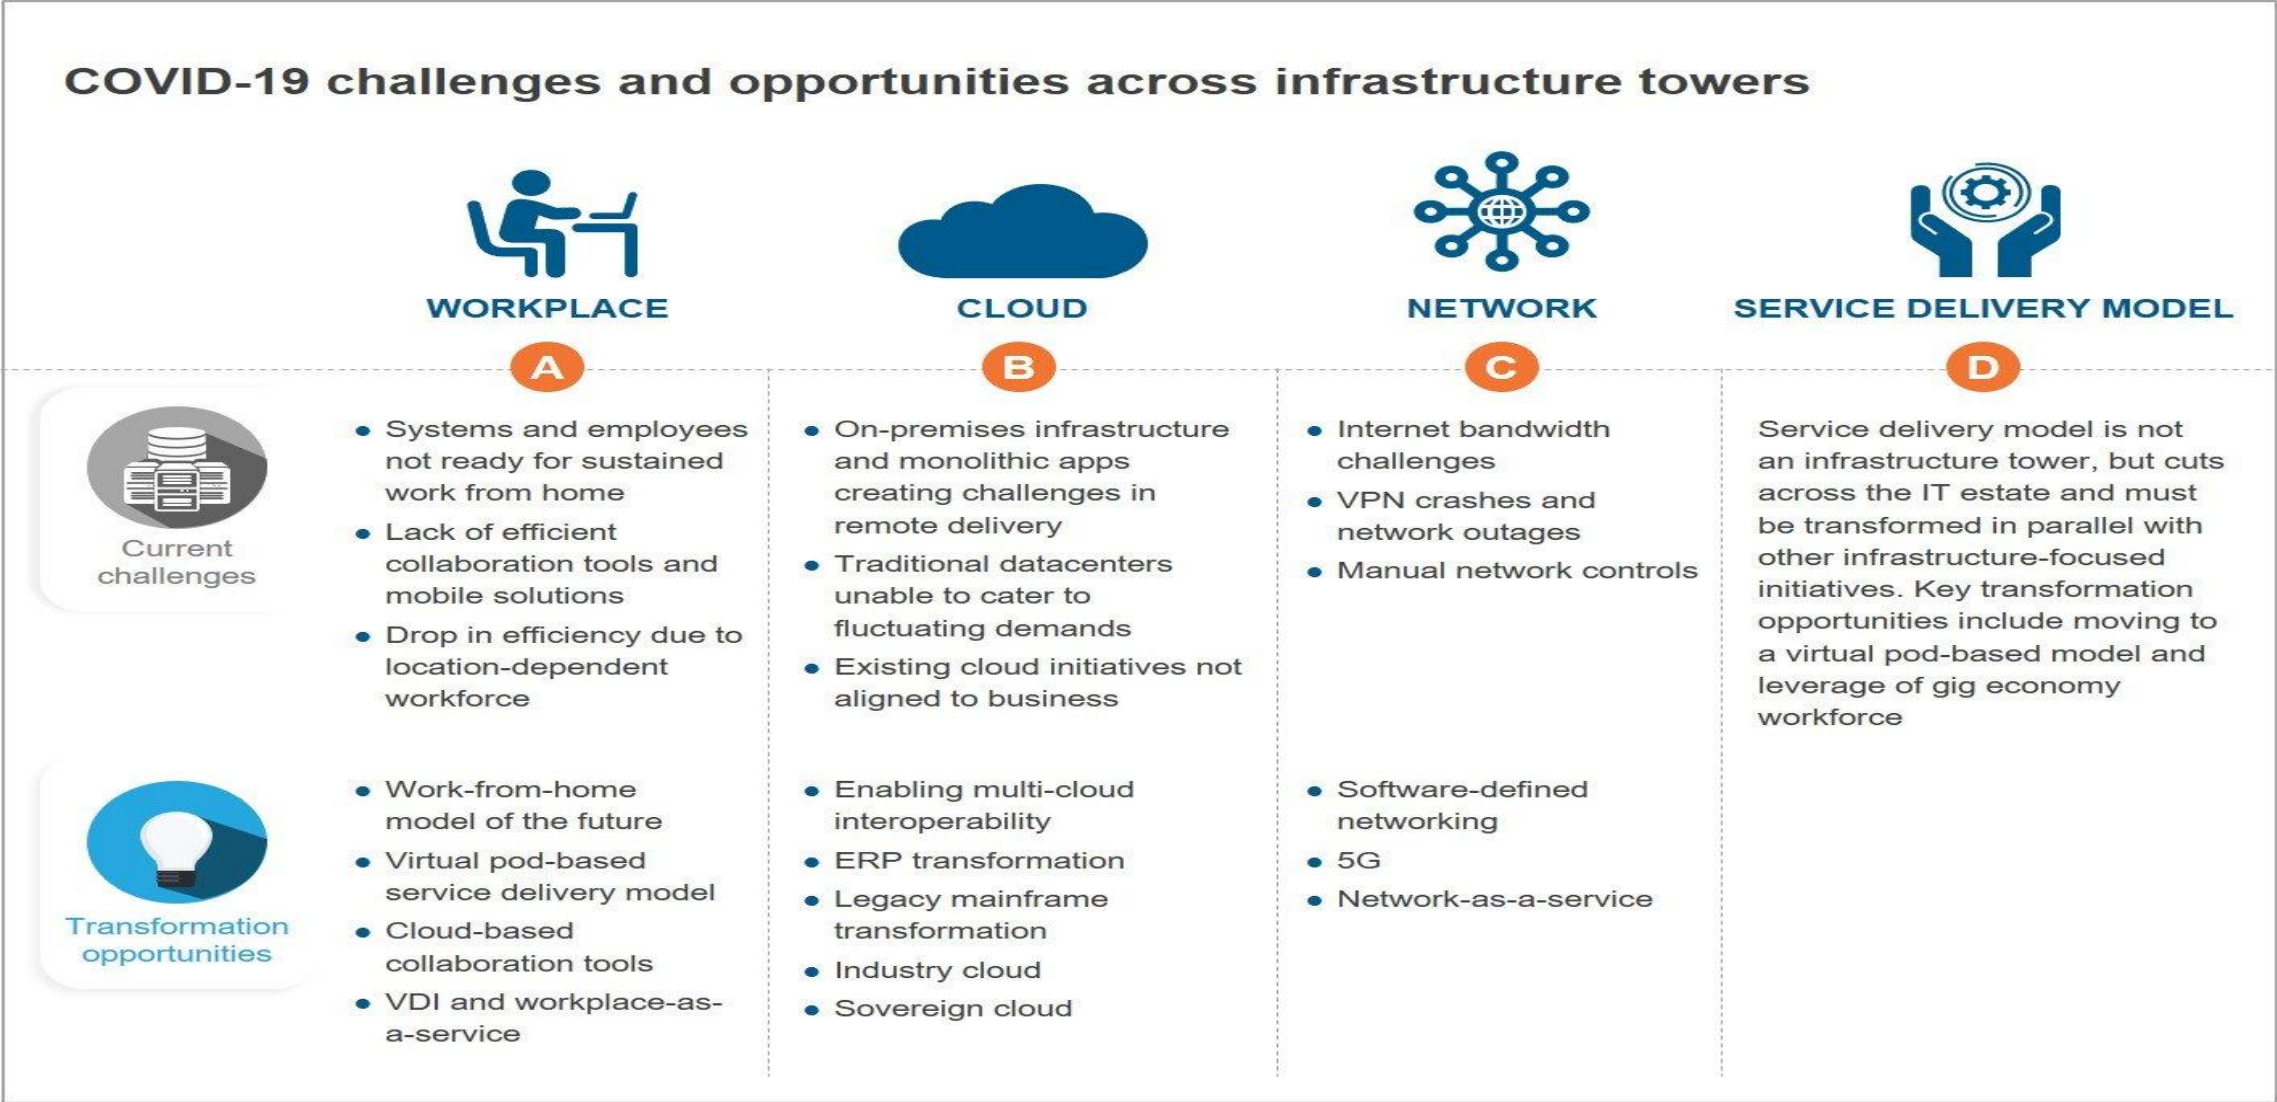 COVID-19 challenges and opportunities across infrastructure towers
WORKPLACE
CLOUD
NETWORK
SERVICE DELIVERY MODEL
A
B
C
D
Current
challenges
• Systems and employees
not ready for sustained
work from home
• Lack of efficient
collaboration tools and
mobile solutions
• Drop in efficiency due to
location-dependent
workforce
• On-premises infrastructure
and monolithic apps
creating challenges in
remote delivery
• Traditional datacenters
unable to cater to
fluctuating demands
• Existing cloud initiatives not
aligned to business
• Internet bandwidth
challenges
• VPN crashes and
network outages
• Manual network controls
Service delivery model is not
an infrastructure tower, but cuts
across the IT estate and must
be transformed in parallel with
other infrastructure-focused
initiatives. Key transformation
opportunities include moving to
a virtual pod-based model and
leverage of gig economy
workforce
Transformation
opportunities
• Work-from-home
model of the future
• Virtual pod-based
service delivery model
• Cloud-based
collaboration tools
• VDI and workplace-as-
a-service
• Enabling multi-cloud
interoperability
• ERP transformation
• Legacy mainframe
transformation
• Industry cloud
• Sovereign cloud
• Software-defined
networking
• 5G
• Network-as-a-service